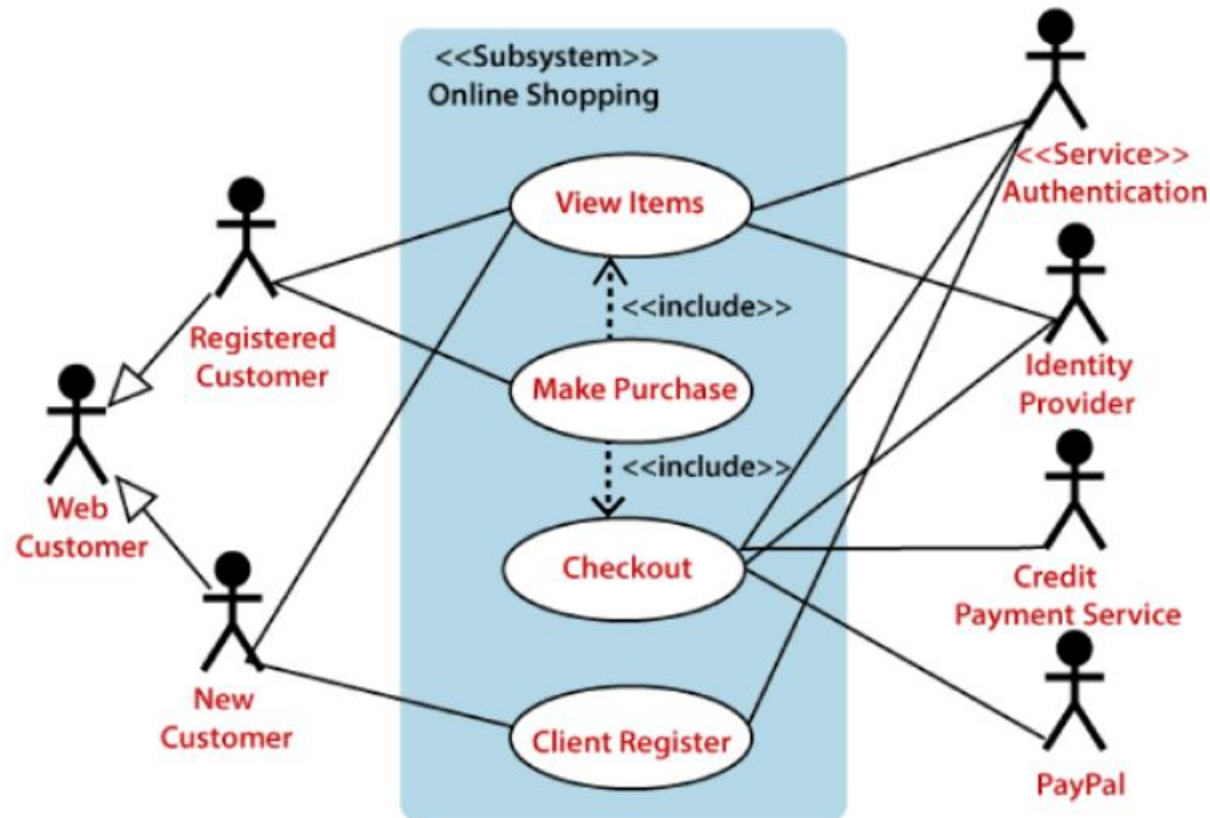 <<Subsystem>>
Online Shopping
<<Service>>
Authentication
View Items
<<include>>
Registered
Customer
Make Purchase
Identity
Provider
<<include>>
Web
Customer
Checkout
Credit
Payment Service
New
Customer
Client Register
PayPal